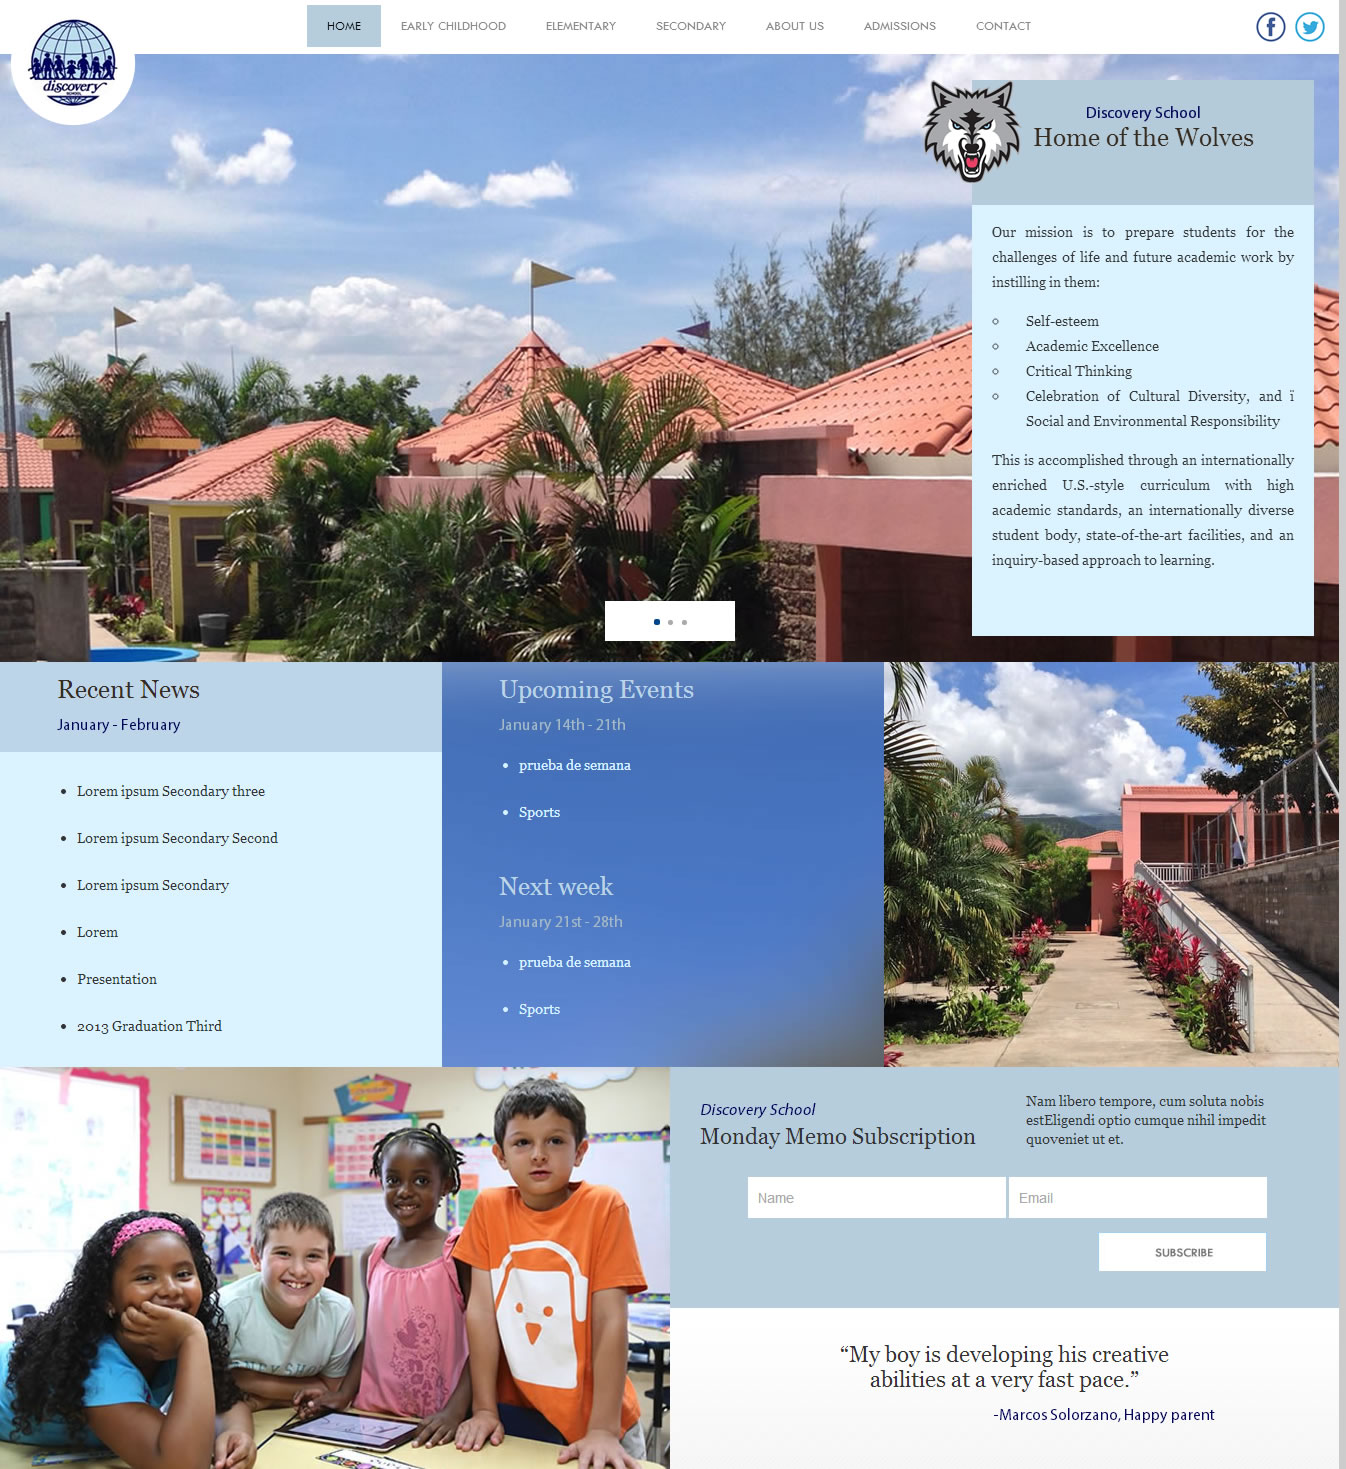 HOME EARLY CHILDHOOD ELEMENTARY SECONDARY ABOUT US ADMISSIONS CONTACT
discovery
SCHOOL
Discovery School
Home of the Wolves
Our mission is to prepare students for the
challenges of life and future academic work by
instilling in them:
Self-esteem
Academic Excellence
Critical Thinking
Celebration of Cultural Diversity, and ï
Social and Environmental Responsibility
This is accomplished through an internationally
enriched U.S.-style curriculum with high
academic standards, an internationally diverse
student body, state-of-the-art facilities, and an
inquiry-based approach to learning.
Recent News
January - February
Lorem ipsum Secondary three
Lorem ipsum Secondary Second
Lorem ipsum Secondary
Lorem
Presentation
2013 Graduation Third
Upcoming Events
January 14th - 21th
prueba de semana
Sports
Next week
January 21st - 28th
prueba de semana
Sports
Discovery School
Monday Memo Subscription
Nam libero tempore, cum soluta nobis
estEligendi optio cumque nihil impedit
quoveniet ut et.
Name
Email
SUBSCRIBE
“My boy is developing his creative
abilities at a very fast pace.”
-Marcos Solorzano, Happy parent